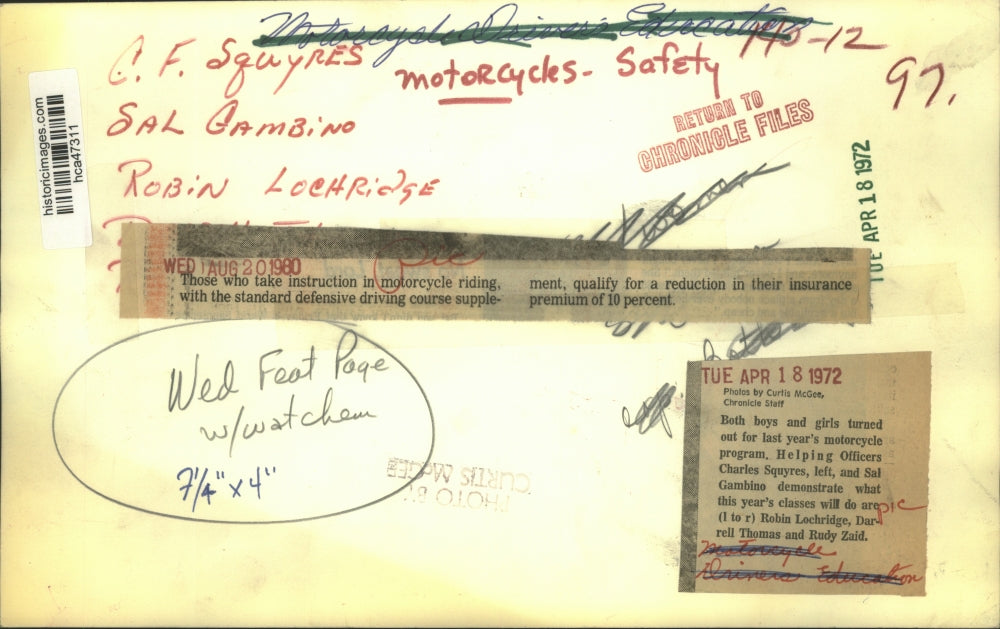 Motorcycle Drivers Education
C. F. SQUYRES
MotoRcycles- Safety
97.
SAL GAMBINO
RETURN TO
CHRONICLE FILES
ROBIN LOCHRIDGE
TUE APR 18 1972
historicimages.com
hca47311
WED AUG 20 1980
Pic
Those who take instruction in motorcycle riding,
with the standard defensive driving course supple-
ment, qualify for a reduction in their insurance
premium of 10 percent.
Wed Feat Page
w/watchem
7¼" x 4"
PHOTO BY
CURTIS McGEE
TUE APR 18 1972
Photos by Curtis McGee,
Chronicle Staff
Both boys and girls turned
out for last year's motorcycle
program. Helping Officers
Charles Squyres, left, and Sal
Gambino demonstrate what
this year's classes will do are
(l to r) Robin Lochridge, Dar-
rell Thomas and Rudy Zaid.
pic
Motorcycle
Drivers Education